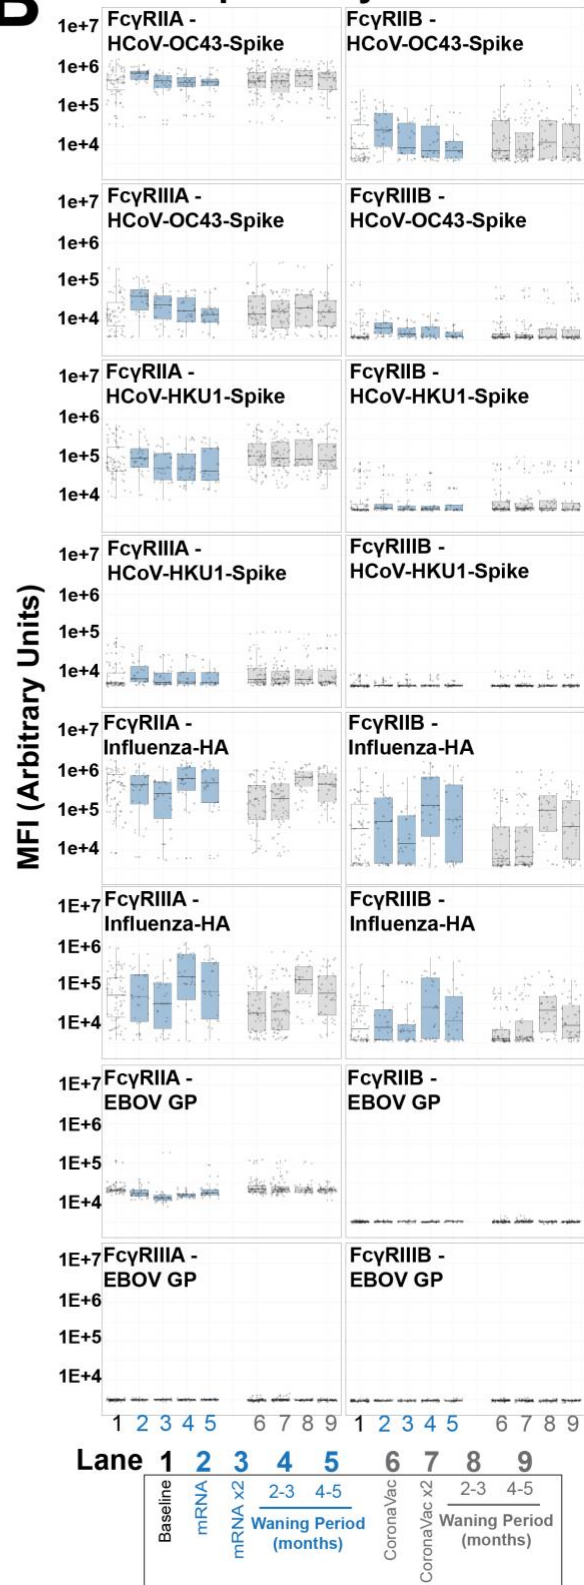 B
FcγRIIA -
HCoV-OC43-Spike
FcγRIIB -
HCoV-OC43-Spike
1e+7
1e+6
1e+5
1e+4
FcγRIIIA -
HCoV-OC43-Spike
FcγRIIIB -
HCoV-OC43-Spike
1e+7
1e+6
1e+5
1e+4
FcγRIIA -
HCoV-HKU1-Spike
FcγRIIB -
HCoV-HKU1-Spike
1e+7
1e+6
1e+5
1e+4
FcγRIIIA -
HCoV-HKU1-Spike
FcγRIIIB -
HCoV-HKU1-Spike
1e+7
1e+6
1e+5
1e+4
MFI (Arbitrary Units)
FcγRIIA -
Influenza-HA
FcγRIIB -
Influenza-HA
1e+7
1e+6
1e+5
1e+4
FcγRIIIA -
Influenza-HA
FcγRIIIB -
Influenza-HA
1E+7
1E+6
1E+5
1E+4
FcγRIIA -
EBOV GP
FcγRIIB -
EBOV GP
1E+7
1E+6
1E+5
1E+4
FcγRIIIA -
EBOV GP
FcγRIIIB -
EBOV GP
1E+7
1E+6
1E+5
1E+4
1 2 3 4 5 6 7 8 9
1 2 3 4 5 6 7 8 9
Lane 1 2 3 4 5 6 7 8 9
Baseline
mRNA
mRNA x2
2-3 4-5
Waning Period
(months)
CoronaVac
CoronaVac x2
2-3 4-5
Waning Period
(months)